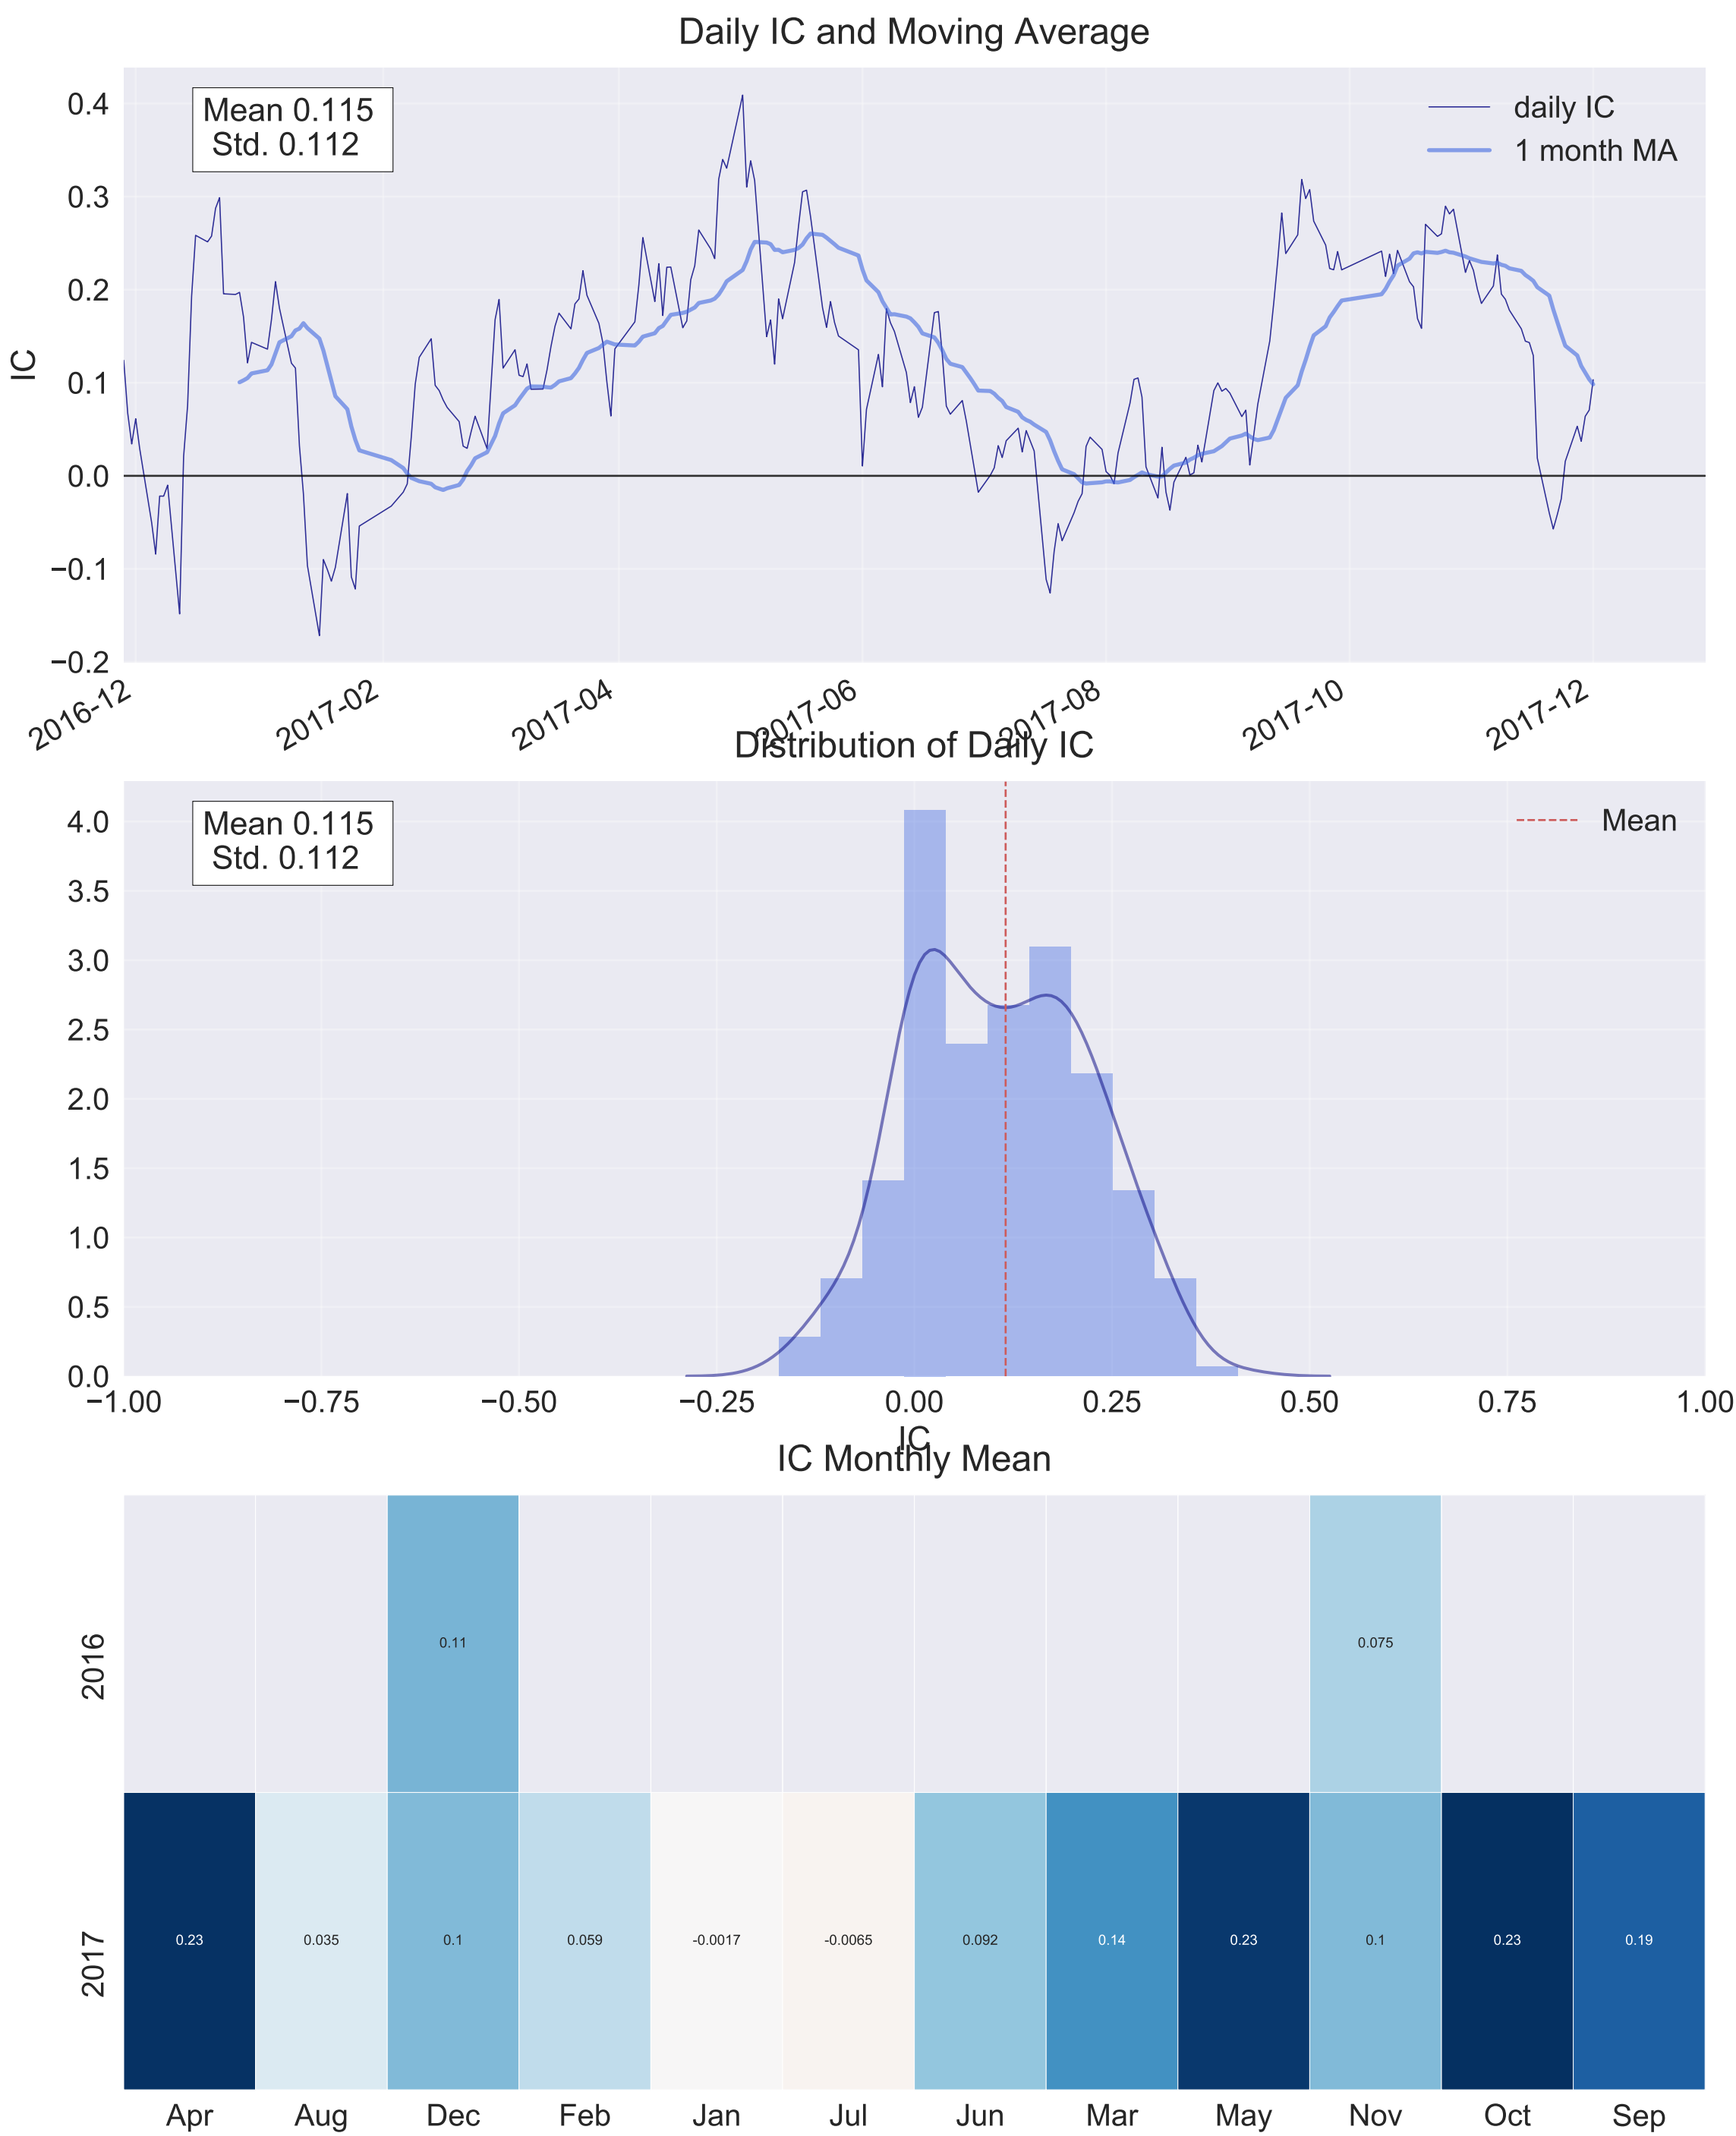 Daily IC and Moving Average
Mean 0.115
Std. 0.112
daily IC
1 month MA
IC
0.4
0.3
0.2
0.1
0.0
−0.1
−0.2
2016-12 2017-02 2017-04 2017-06 2017-08 2017-10 2017-12
Distribution of Daily IC
Mean 0.115
Std. 0.112
Mean
4.0
3.5
3.0
2.5
2.0
1.5
1.0
0.5
0.0
−1.00 −0.75 −0.50 −0.25 0.00 0.25 0.50 0.75 1.00
IC
IC Monthly Mean
2016
0.11 0.075
2017
0.23 0.035 0.1 0.059 -0.0017 -0.0065 0.092 0.14 0.23 0.1 0.23 0.19
Apr Aug Dec Feb Jan Jul Jun Mar May Nov Oct Sep